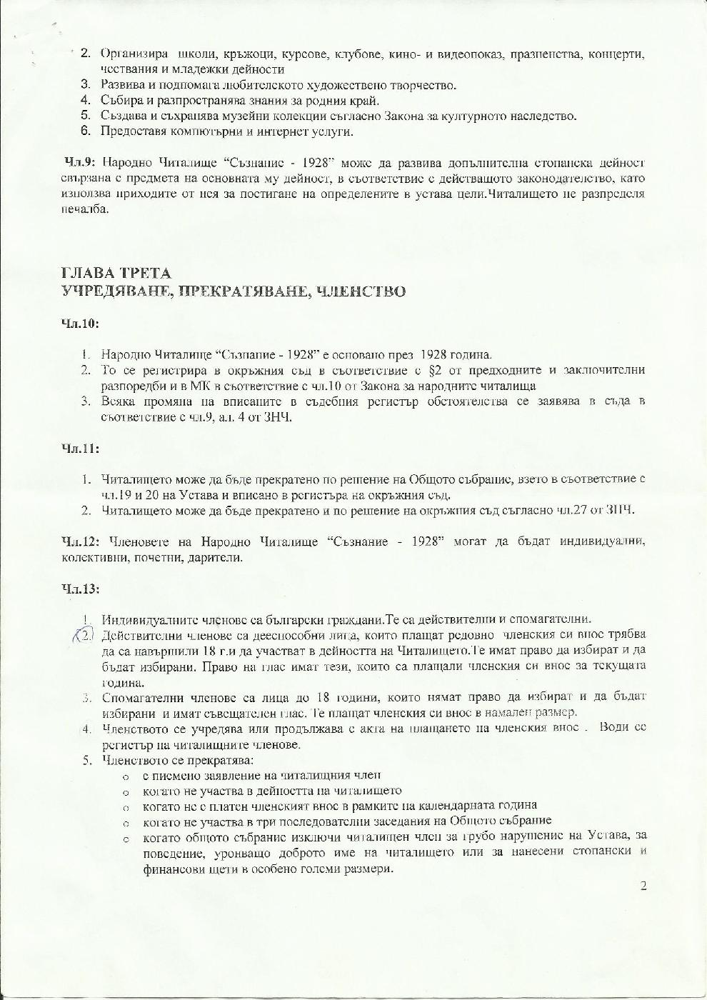 2. Организира школи, кръжоци, курсове, клубове, кино- и видеопоказ, празненства, концерти,
чествания и младежки дейности
3. Развива и подпомага любителското художествено творчество.
4. Събира и разпространява знания за родния край.
5. Създава и съхранява музейни колекции съгласно Закона за културното наследство.
6. Предоставя компютърни и интернет услуги.
Чл.9: Народно Читалище “Съзнание - 1928” може да развива допълнителна стопанска дейност
свързана с предмета на основната му дейност, в съответствие с действащото законодателство, като
използва приходите от нея за постигане на определените в устава цели.Читалището не разпределя
печалба.
ГЛАВА ТРЕТА
УЧРЕДЯВАНЕ, ПРЕКРАТЯВАНЕ, ЧЛЕНСТВО
Чл.10:
1. Народно Читалище “Съзнание - 1928” е основано през 1928 година.
2. То се регистрира в окръжния съд в съответствие с §2 от предходните и заключителни
разпоредби и в МК в съответствие с чл.10 от Закона за народните читалища
3. Всяка промяна на вписаните в съдебния регистър обстоятелства се заявява в съда в
съответствие с чл.9, ал. 4 от ЗНЧ.
Чл.11:
1. Читалището може да бъде прекратено по решение на Общото събрание, взето в съответствие с
чл.19 и 20 на Устава и вписано в регистъра на окръжния съд.
2. Читалището може да бъде прекратено и по решение на окръжния съд съгласно чл.27 от ЗНЧ.
Чл.12: Членовете на Народно Читалище “Съзнание - 1928” могат да бъдат индивидуални,
колективни, почетни, дарители.
Чл.13:
1. Индивидуалните членове са български граждани.Те са действителни и спомагателни.
2. Действителни членове са дееспособни лица, които плащат редовно членския си внос трябва
да са навършили 18 г.и да участват в дейността на Читалището.Те имат право да избират и да
бъдат избирани. Право на глас имат тези, които са плащали членския си внос за текущата
година.
3. Спомагателни членове са лица до 18 години, които нямат право да избират и да бъдат
избирани и имат съвещателен глас. Те плащат членския си внос в намален размер.
4. Членството се учредява или продължава с акта на плащането на членския внос . Води се
регистър на читалищните членове.
5. Членството се прекратява:
o с писмено заявление на читалищния член
o когато не участва в дейността на читалището
o когато не е платен членският внос в рамките на календарната година
o когато не участва в три последователни заседания на Общото събрание
o когато общото събрание изключи читалищен член за грубо нарушение на Устава, за
поведение, уронващо доброто име на читалището или за нанесени стопански и
финансови щети в особено големи размери.
2